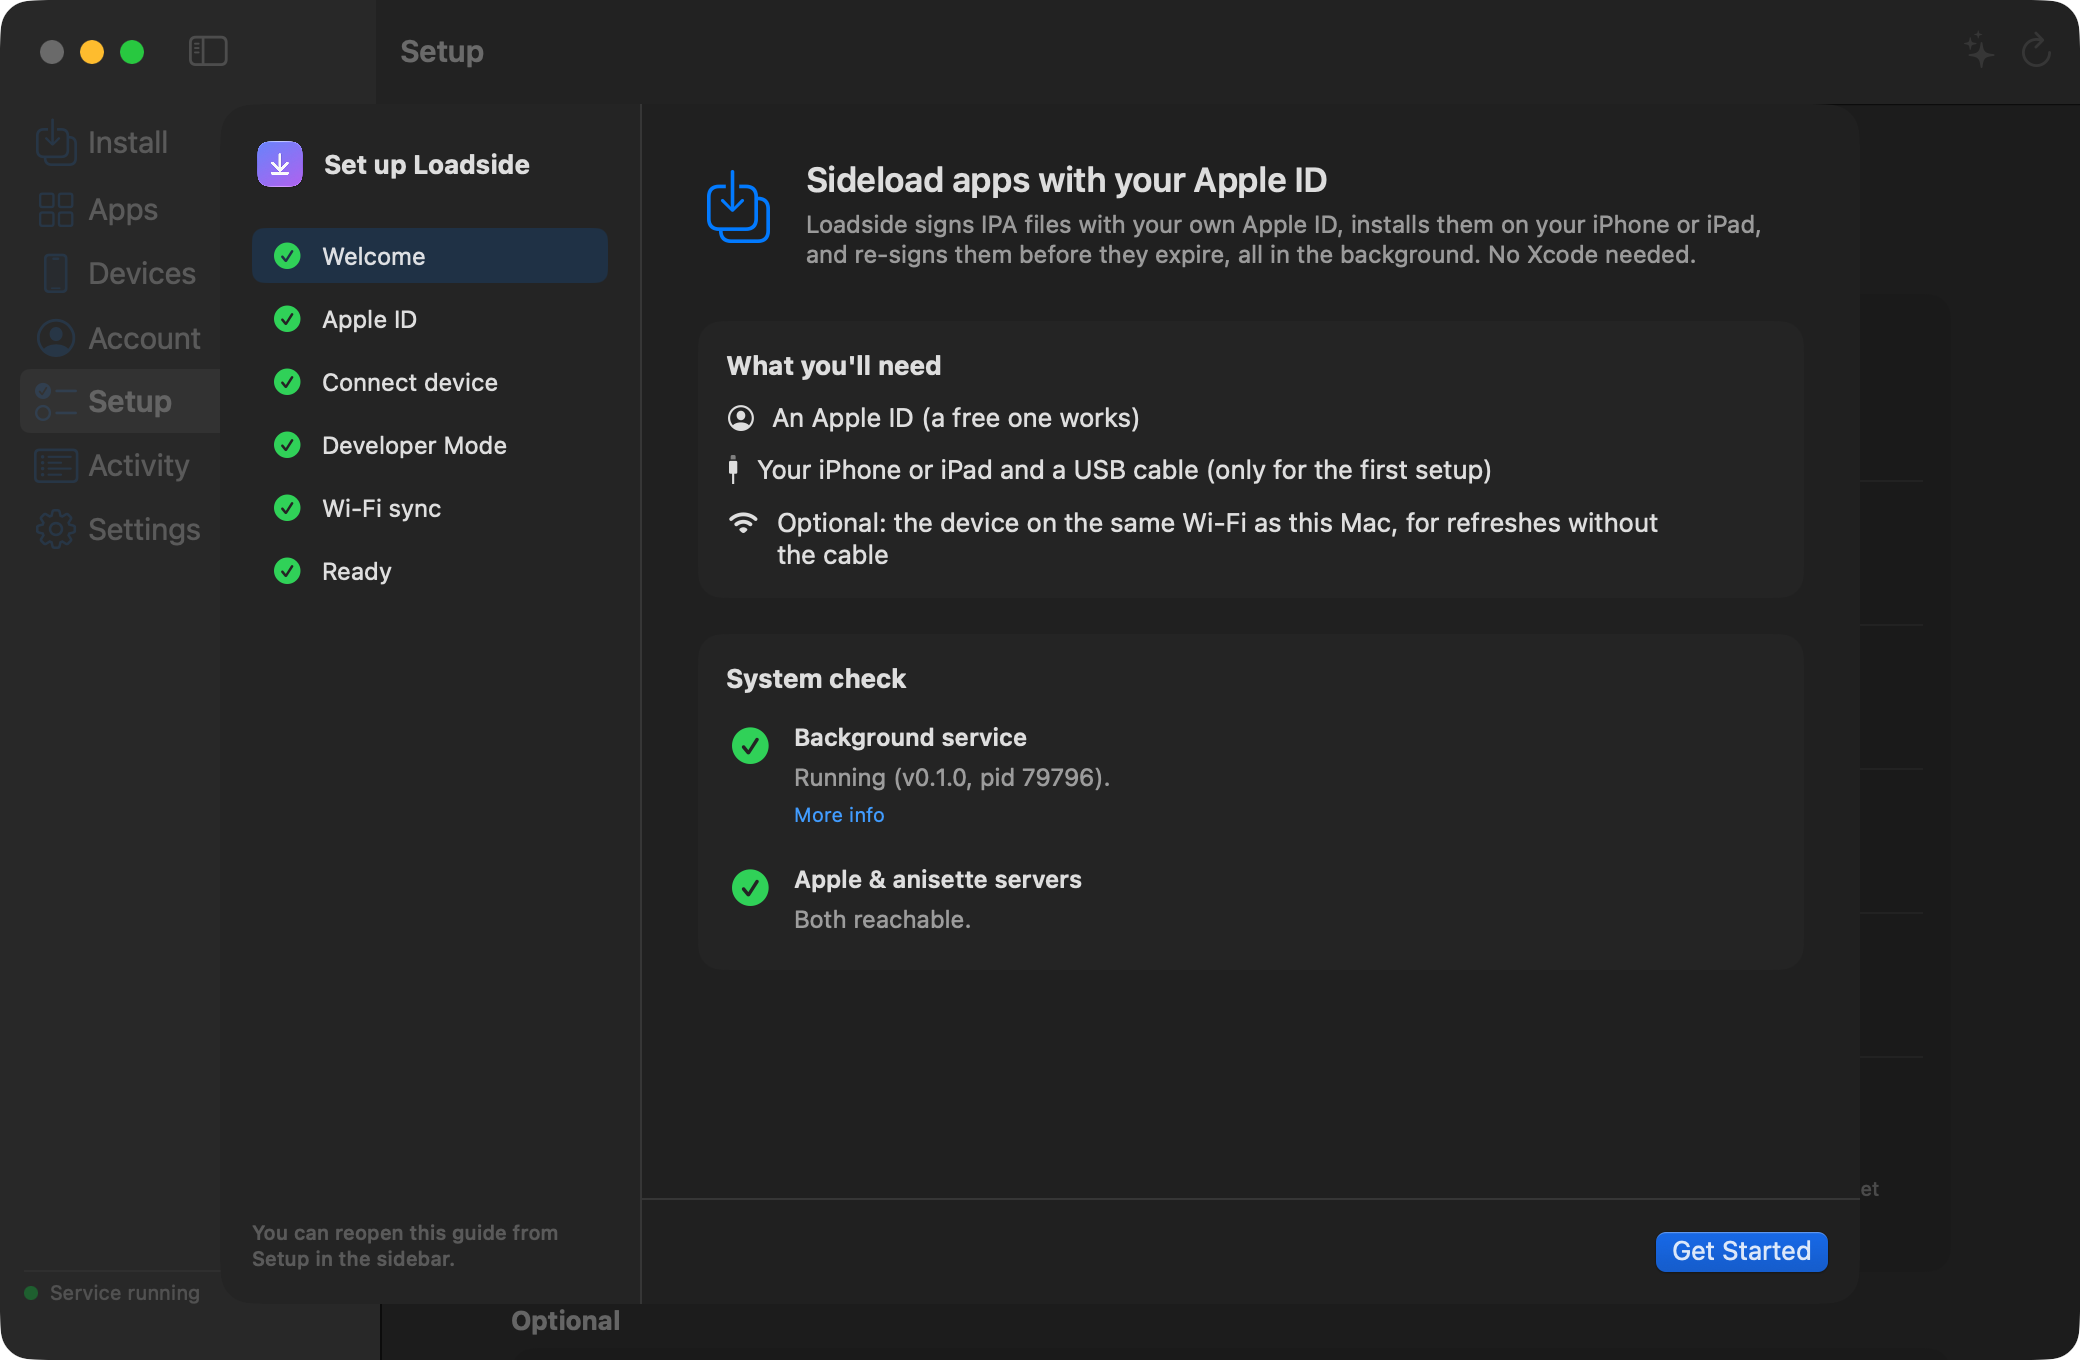 Setup
Install
Apps
Devices
Account
Setup
Activity
Settings
Service running
Set up Loadside
Welcome
Apple ID
Connect device
Developer Mode
Wi-Fi sync
Ready
You can reopen this guide from
Setup in the sidebar.
Sideload apps with your Apple ID
Loadside signs IPA files with your own Apple ID, installs them on your iPhone or iPad,
and re-signs them before they expire, all in the background. No Xcode needed.
What you'll need
An Apple ID (a free one works)
Your iPhone or iPad and a USB cable (only for the first setup)
Optional: the device on the same Wi-Fi as this Mac, for refreshes without
the cable
System check
Background service
Running (v0.1.0, pid 79796).
More info
Apple & anisette servers
Both reachable.
et
Get Started
Optional